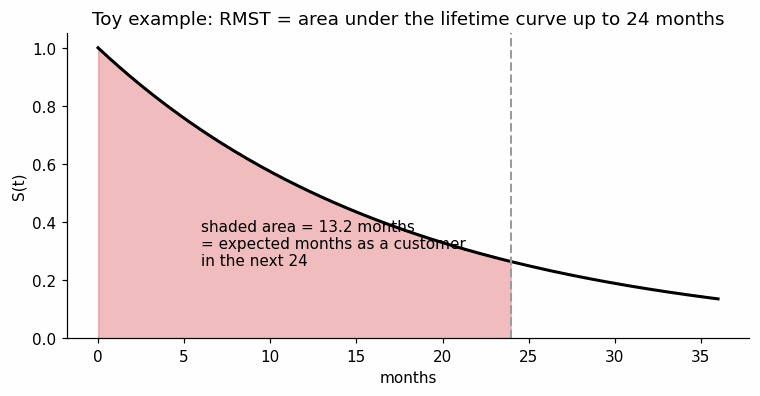 Toy example: RMST = area under the lifetime curve up to 24 months
S(t)
1.0
0.8
0.6
0.4
0.2
0.0
shaded area = 13.2 months
= expected months as a customer
in the next 24
0 5 10 15 20 25 30 35
months